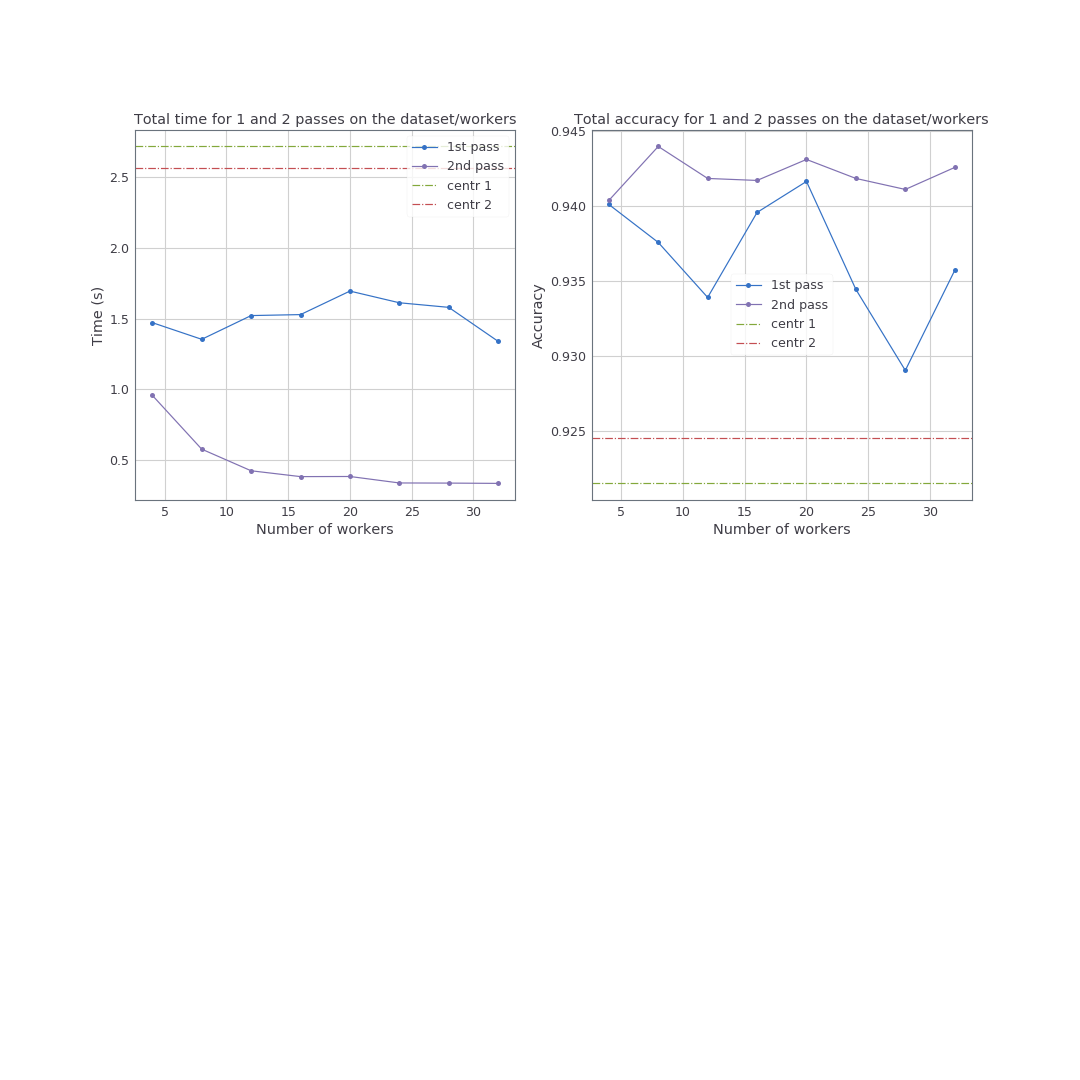 Total time for 1 and 2 passes on the dataset/workers
2.5
2.0
1.5
1.0
0.5
Time (s)
1st pass
2nd pass
centr 1
centr 2
5 10 15 20 25 30
Number of workers
Total accuracy for 1 and 2 passes on the dataset/workers
0.945
0.940
0.935
0.930
0.925
Accuracy
1st pass
2nd pass
centr 1
centr 2
5 10 15 20 25 30
Number of workers